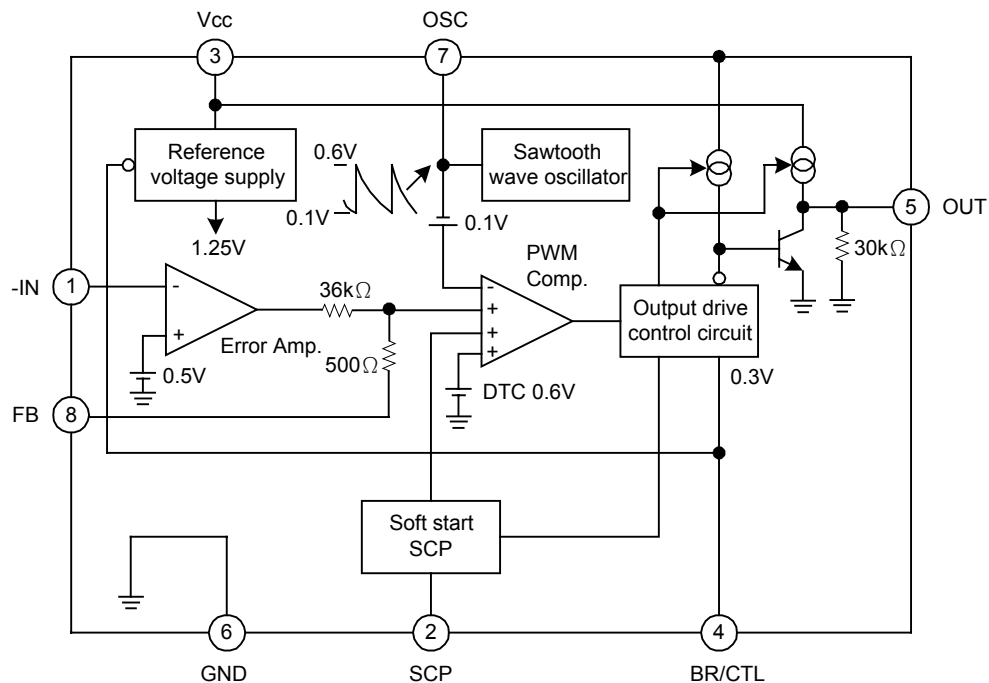 Vcc
OSC
3
7
Reference
voltage supply
0.6V
0.1V
Sawtooth
wave oscillator
0.1V
1.25V
5
OUT
30kΩ
-IN
1
-
+
36kΩ
PWM
Comp.
-
+
+
+
Output drive
control circuit
Error Amp.
500Ω
0.5V
DTC 0.6V
0.3V
FB
8
Soft start
SCP
6
2
4
GND
SCP
BR/CTL